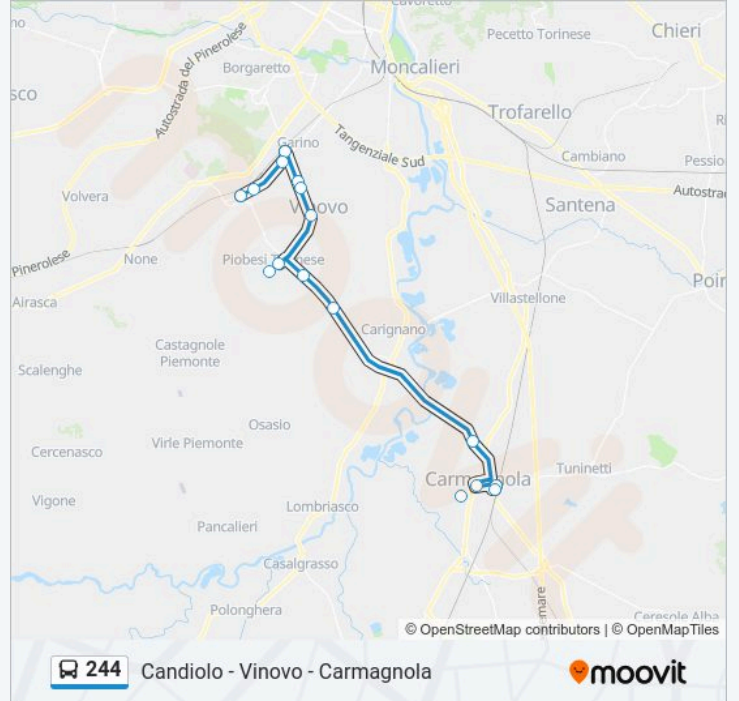 Cavoretto
Chieri
Pecetto Torinese
Autostrada del Pinerolese
Borgaretto
Moncalieri
sco
Trofarello
Garino
Tangenziale Sud
Cambiano
Pessio
Volvera
Autostrad
Vinovo
Santena
Pinerolese
None
Piobesi Torinese
Poir
Airasca
Villastellone
Carignano
Castagnole
Piemonte
Scalenghe
Osasio
Cercenasco
Virle Piemonte
Tuninetti
Carmagnola
Vigone
Lombriasco
Pancalieri
Casalgrasso
Polonghera
mare
Ceresole Alba
© OpenStreetMap contributors | © OpenMapTiles
244 Candiolo - Vinovo - Carmagnola
moovit